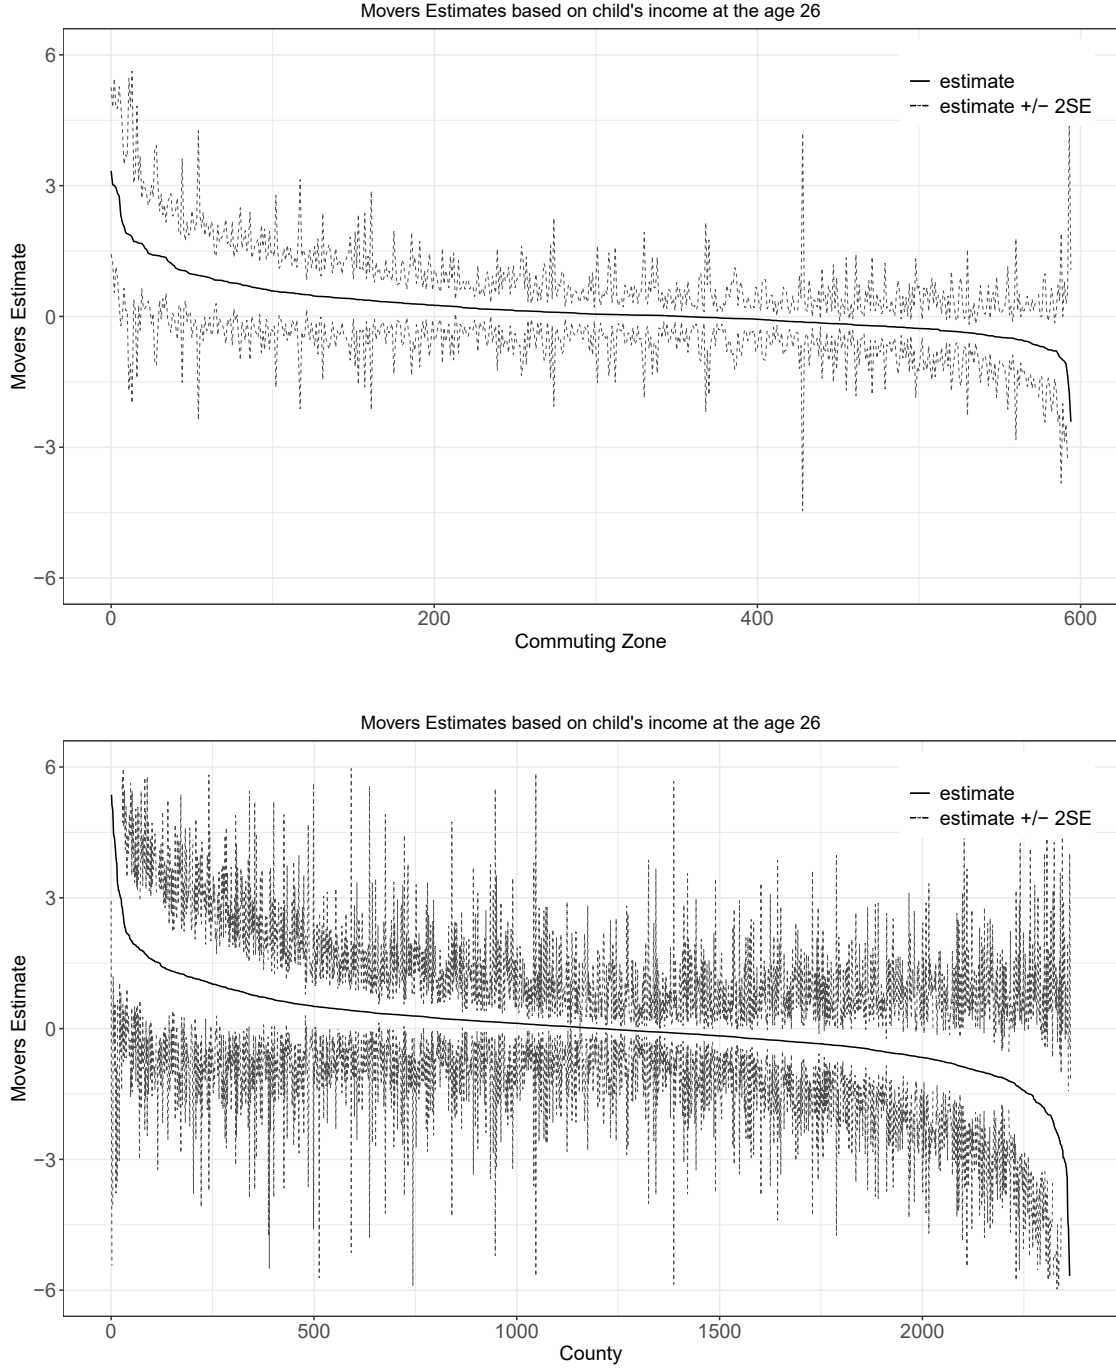 Movers Estimates based on child's income at the age 26
6
3
0
−3
−6
Movers Estimate
estimate
estimate +/− 2SE
0 200 400 600
Commuting Zone
Movers Estimates based on child's income at the age 26
6
3
0
−3
−6
Movers Estimate
estimate
estimate +/− 2SE
0 500 1000 1500 2000
County